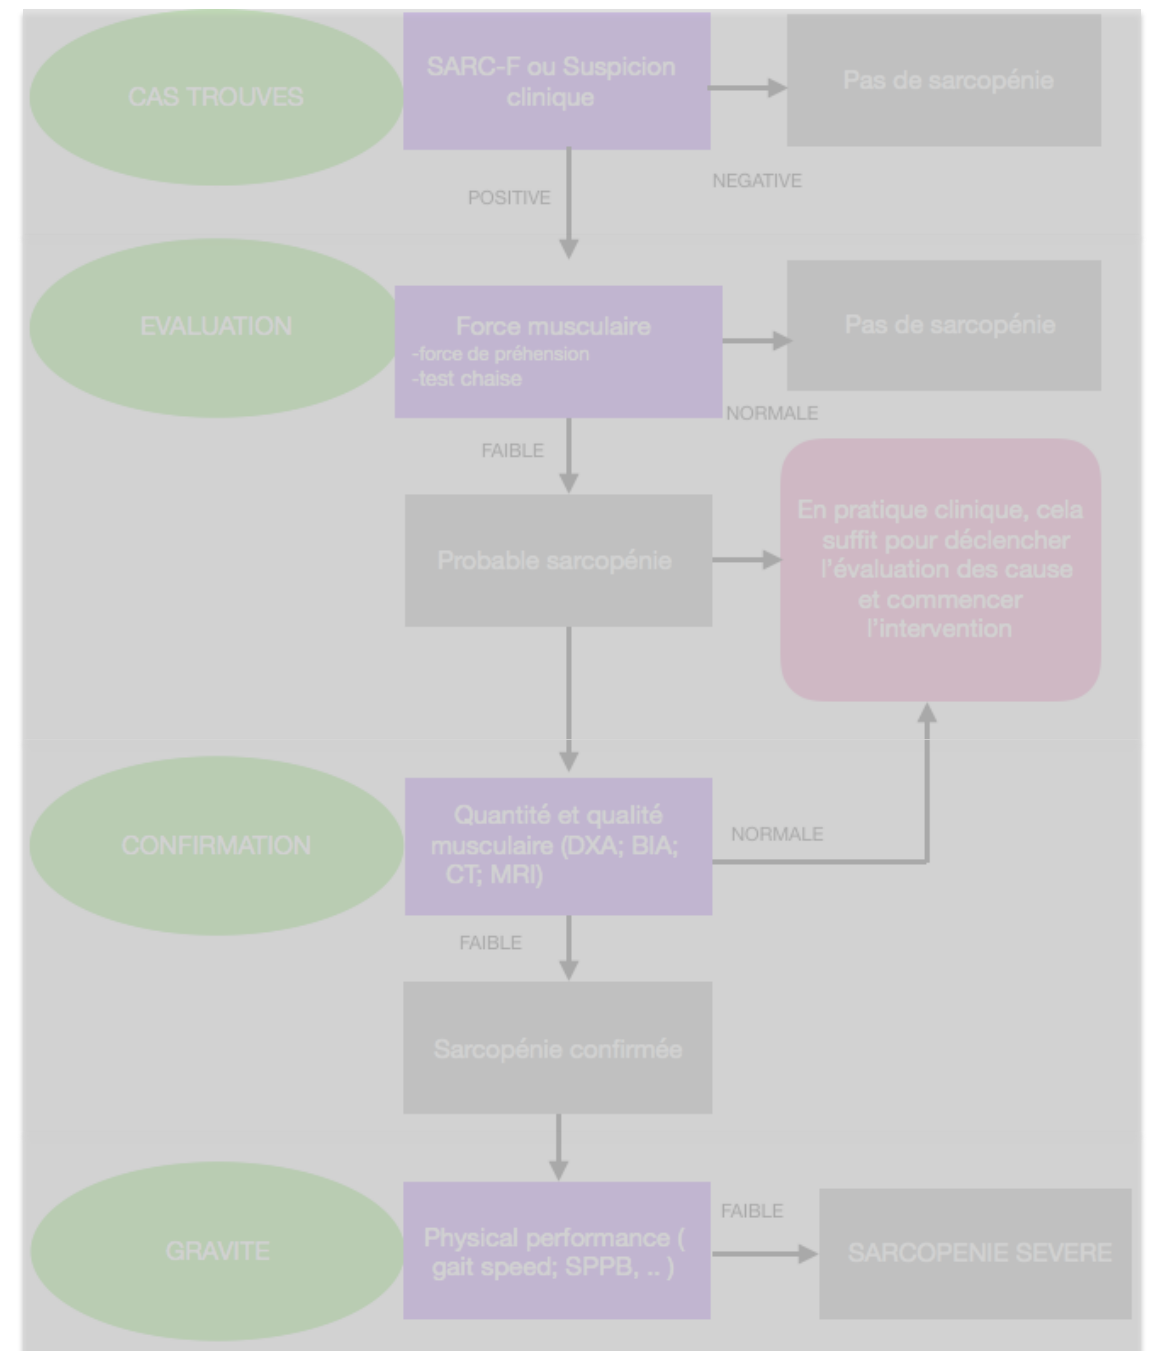 CAS TROUVES
SARC-F ou Suspicion
clinique
Pas de sarcopénie
POSITIVE
NEGATIVE
EVALUATION
Force musculaire
-force de préhension
-test chaise
Pas de sarcopénie
NORMALE
FAIBLE
Probable sarcopénie
En pratique clinique, cela
suffit pour déclencher
l'évaluation des cause
et commencer
l'intervention
CONFIRMATION
Quantité et qualité
musculaire (DXA; BIA;
CT; MRI)
NORMALE
FAIBLE
Sarcopénie confirmée
GRAVITE
Physical performance (
gait speed; SPPB, .. )
FAIBLE
SARCOPENIE SEVERE